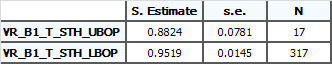 S. Estimate s.e. N
VR_B1_T_STH_UBOP 0.8824 0.0781 17
VR_B1_T_STH_LBOP 0.9519 0.0145 317